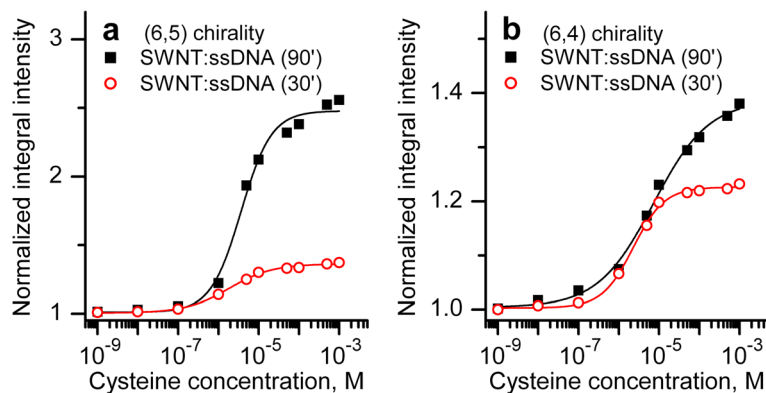 a (6,5) chirality
SWNT:ssDNA (90')
SWNT:ssDNA (30')
Normalized integral intensity
3
2
1
10-9 10-7 10-5 10-3
Cysteine concentration, M
b (6,4) chirality
SWNT:ssDNA (90')
SWNT:ssDNA (30')
Normalized integral intensity
1.4
1.2
1.0
10-9 10-7 10-5 10-3
Cysteine concentration, M